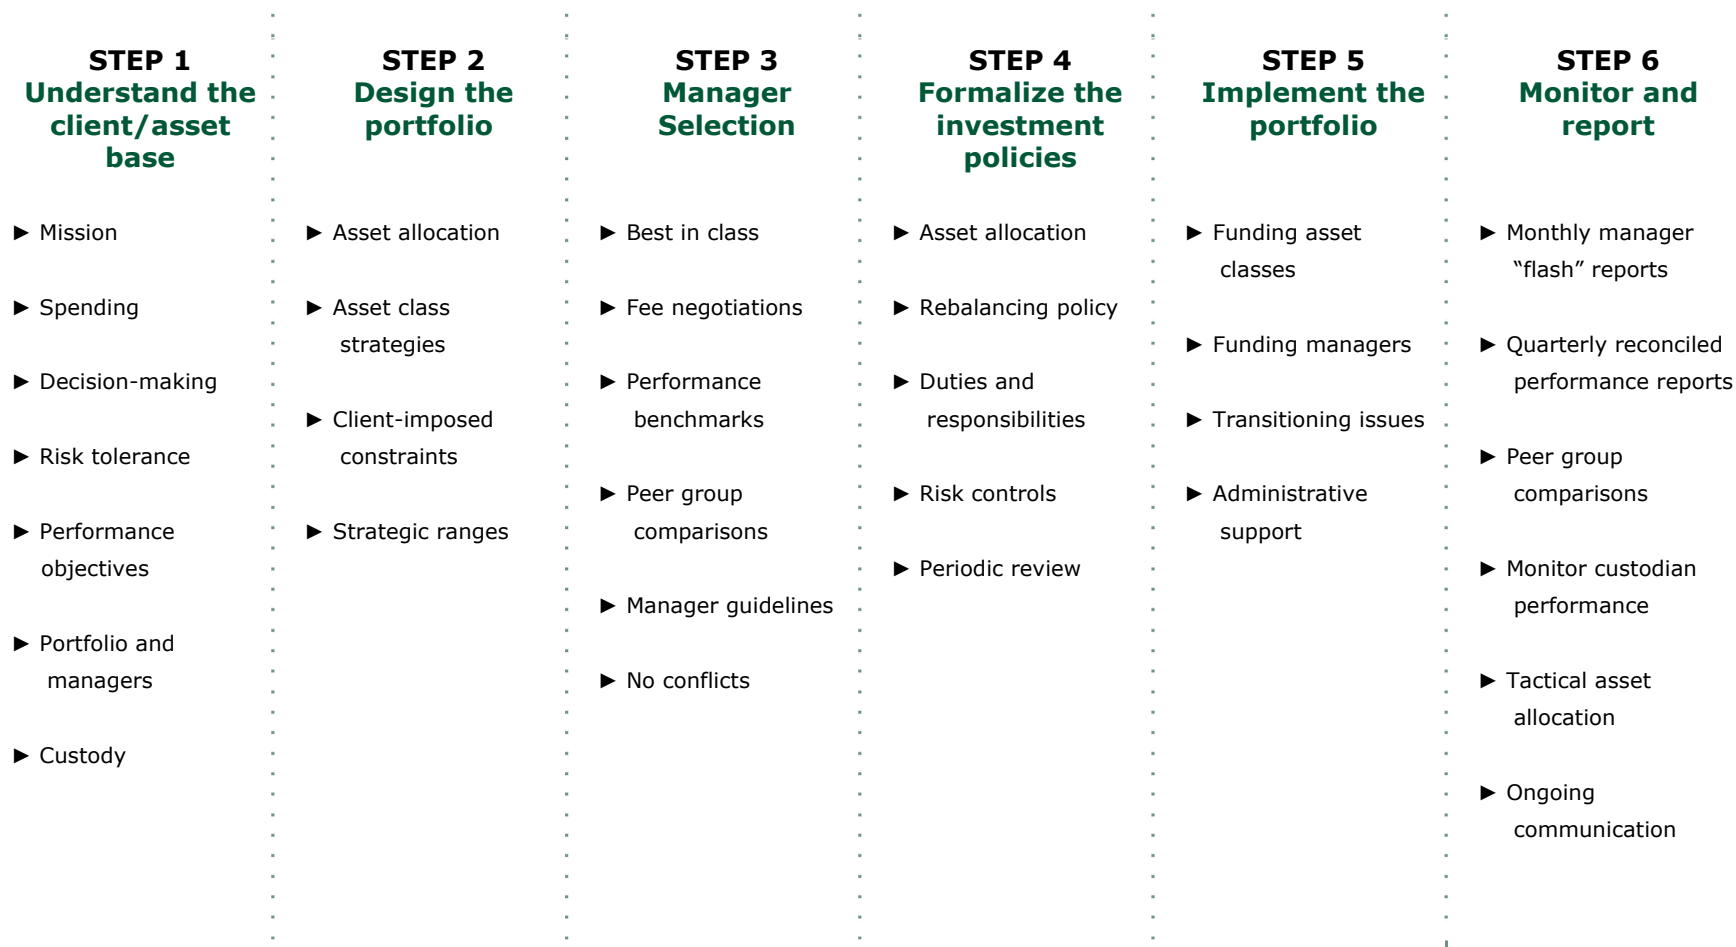 STEP 1
Understand the
client/asset
base
► Mission
► Spending
► Decision-making
► Risk tolerance
► Performance
objectives
► Portfolio and
managers
► Custody
STEP 2
Design the
portfolio
► Asset allocation
► Asset class
strategies
► Client-imposed
constraints
► Strategic ranges
STEP 3
Manager
Selection
► Best in class
► Fee negotiations
► Performance
benchmarks
► Peer group
comparisons
► Manager guidelines
► No conflicts
STEP 4
Formalize the
investment
policies
► Asset allocation
► Rebalancing policy
► Duties and
responsibilities
► Risk controls
► Periodic review
STEP 5
Implement the
portfolio
► Funding asset
classes
► Funding managers
► Transitioning issues
► Administrative
support
STEP 6
Monitor and
report
► Monthly manager
“flash” reports
► Quarterly reconciled
performance reports
► Peer group
comparisons
► Monitor custodian
performance
► Tactical asset
allocation
► Ongoing
communication